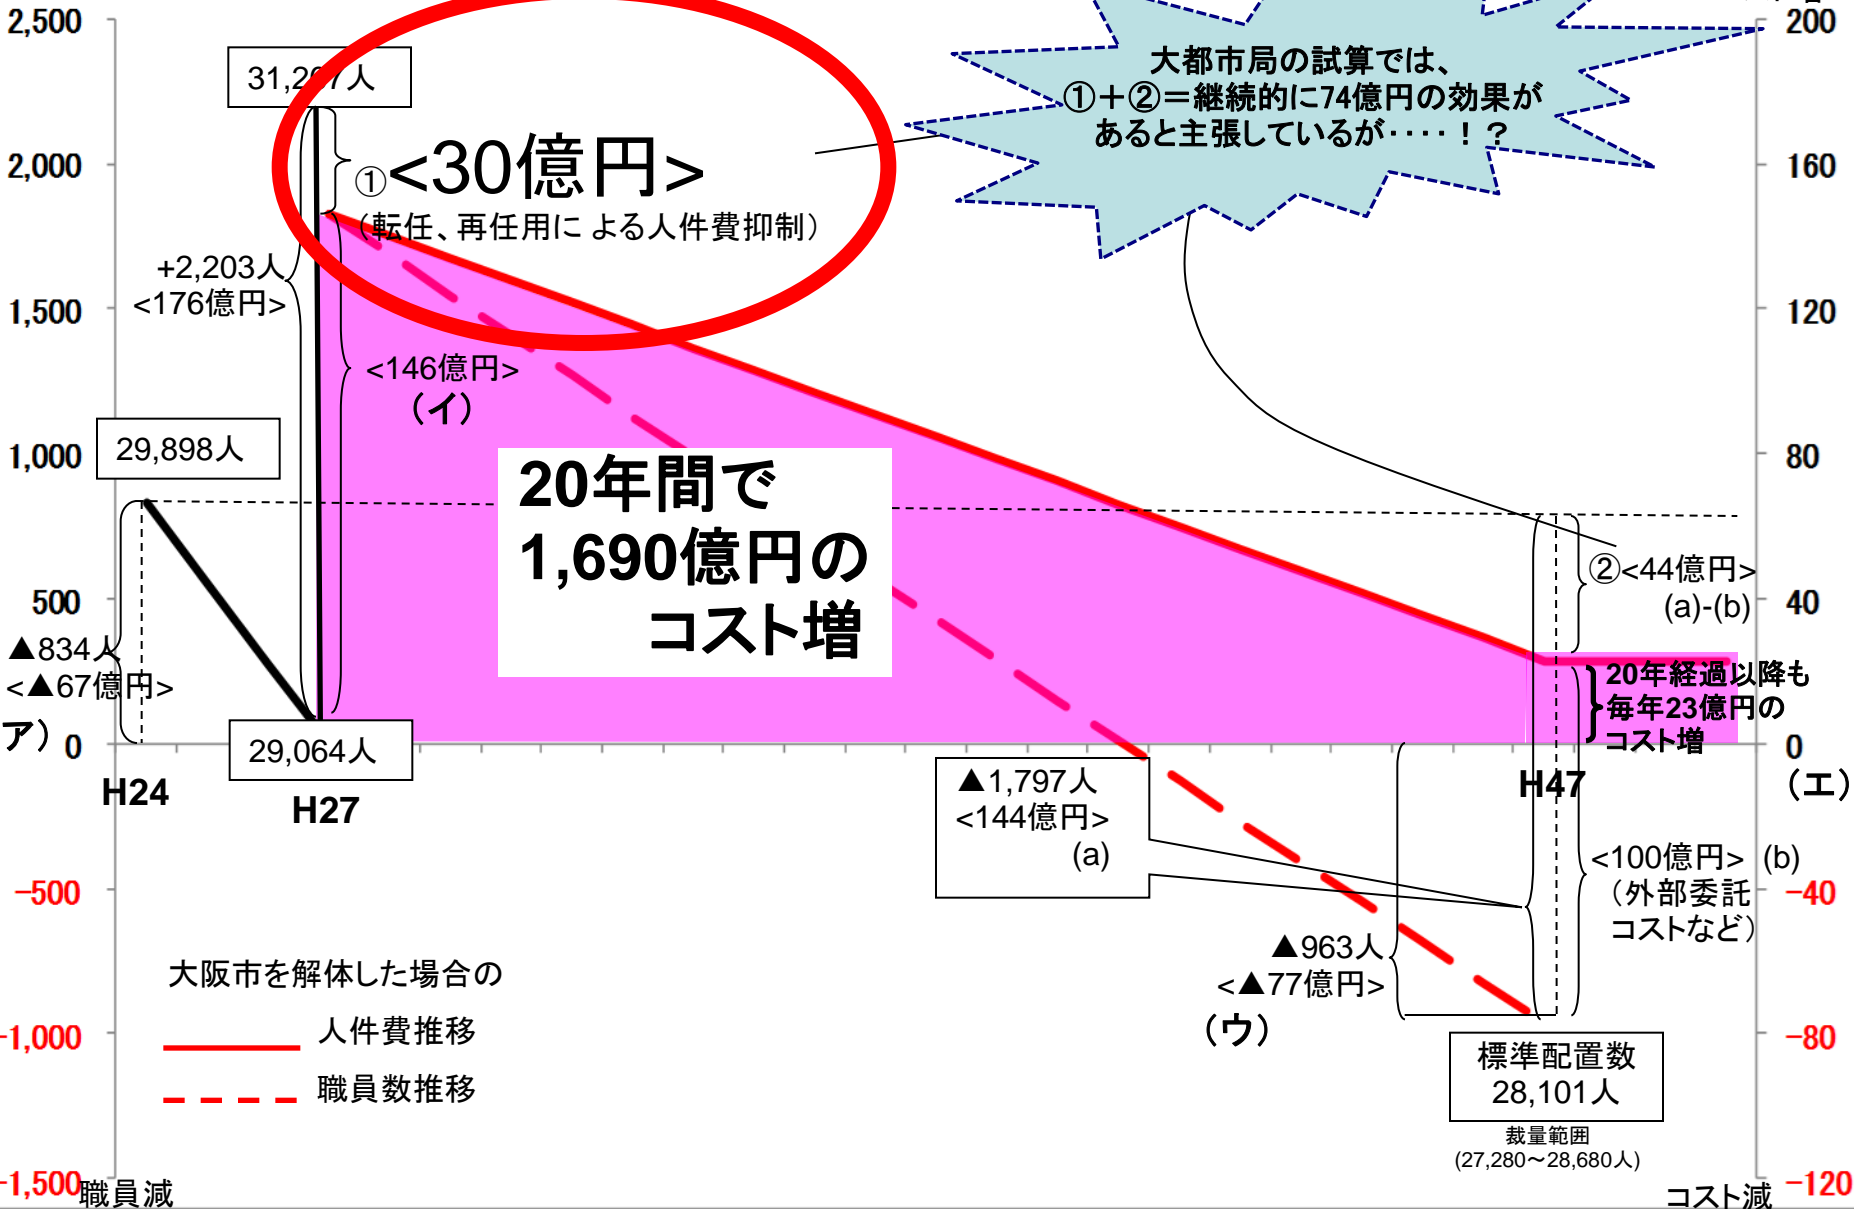 2,500
2,000
1,500
1,000
500
0
-500
-1,000
-1,500
職員減
200
160
120
80
40
0
-40
-80
-120
コスト減
大都市局の試算では、
①+②=継続的に74億円の効果が
あると主張しているが‥‥!?
31,267人
①<30億円>
(転任、再任用による人件費抑制)
+2,203人
<176億円>
<146億円>
(イ)
29,898人
20年間で
1,690億円の
コスト増
②<44億円>
(a)-(b)
▲834人
<▲67億円>
ア)
29,064人
20年経過以降も
毎年23億円の
コスト増
H24
H27
H47
(エ)
▲1,797人
<144億円>
(a)
<100億円> (b)
(外部委託
コストなど)
▲963人
<▲77億円>
(ウ)
大阪市を解体した場合の
人件費推移
職員数推移
標準配置数
28,101人
裁量範囲
(27,280~28,680人)